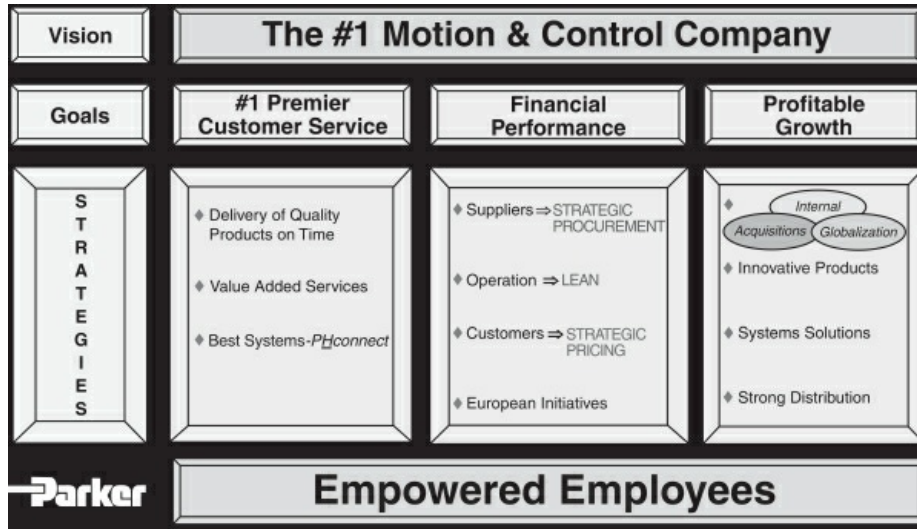 Vision
The #1 Motion & Control Company
Goals
#1 Premier
Customer Service
Financial
Performance
Profitable
Growth
STRATEGIES
♦ Delivery of Quality
Products on Time
♦ Value Added Services
♦ Best Systems-PHconnect
♦ Suppliers ⇒ STRATEGIC
PROCUREMENT
♦ Operation ⇒ LEAN
♦ Customers ⇒ STRATEGIC
PRICING
♦ European Initiatives
♦ Internal
Acquisitions Globalization
♦ Innovative Products
♦ Systems Solutions
♦ Strong Distribution
Parker
Empowered Employees